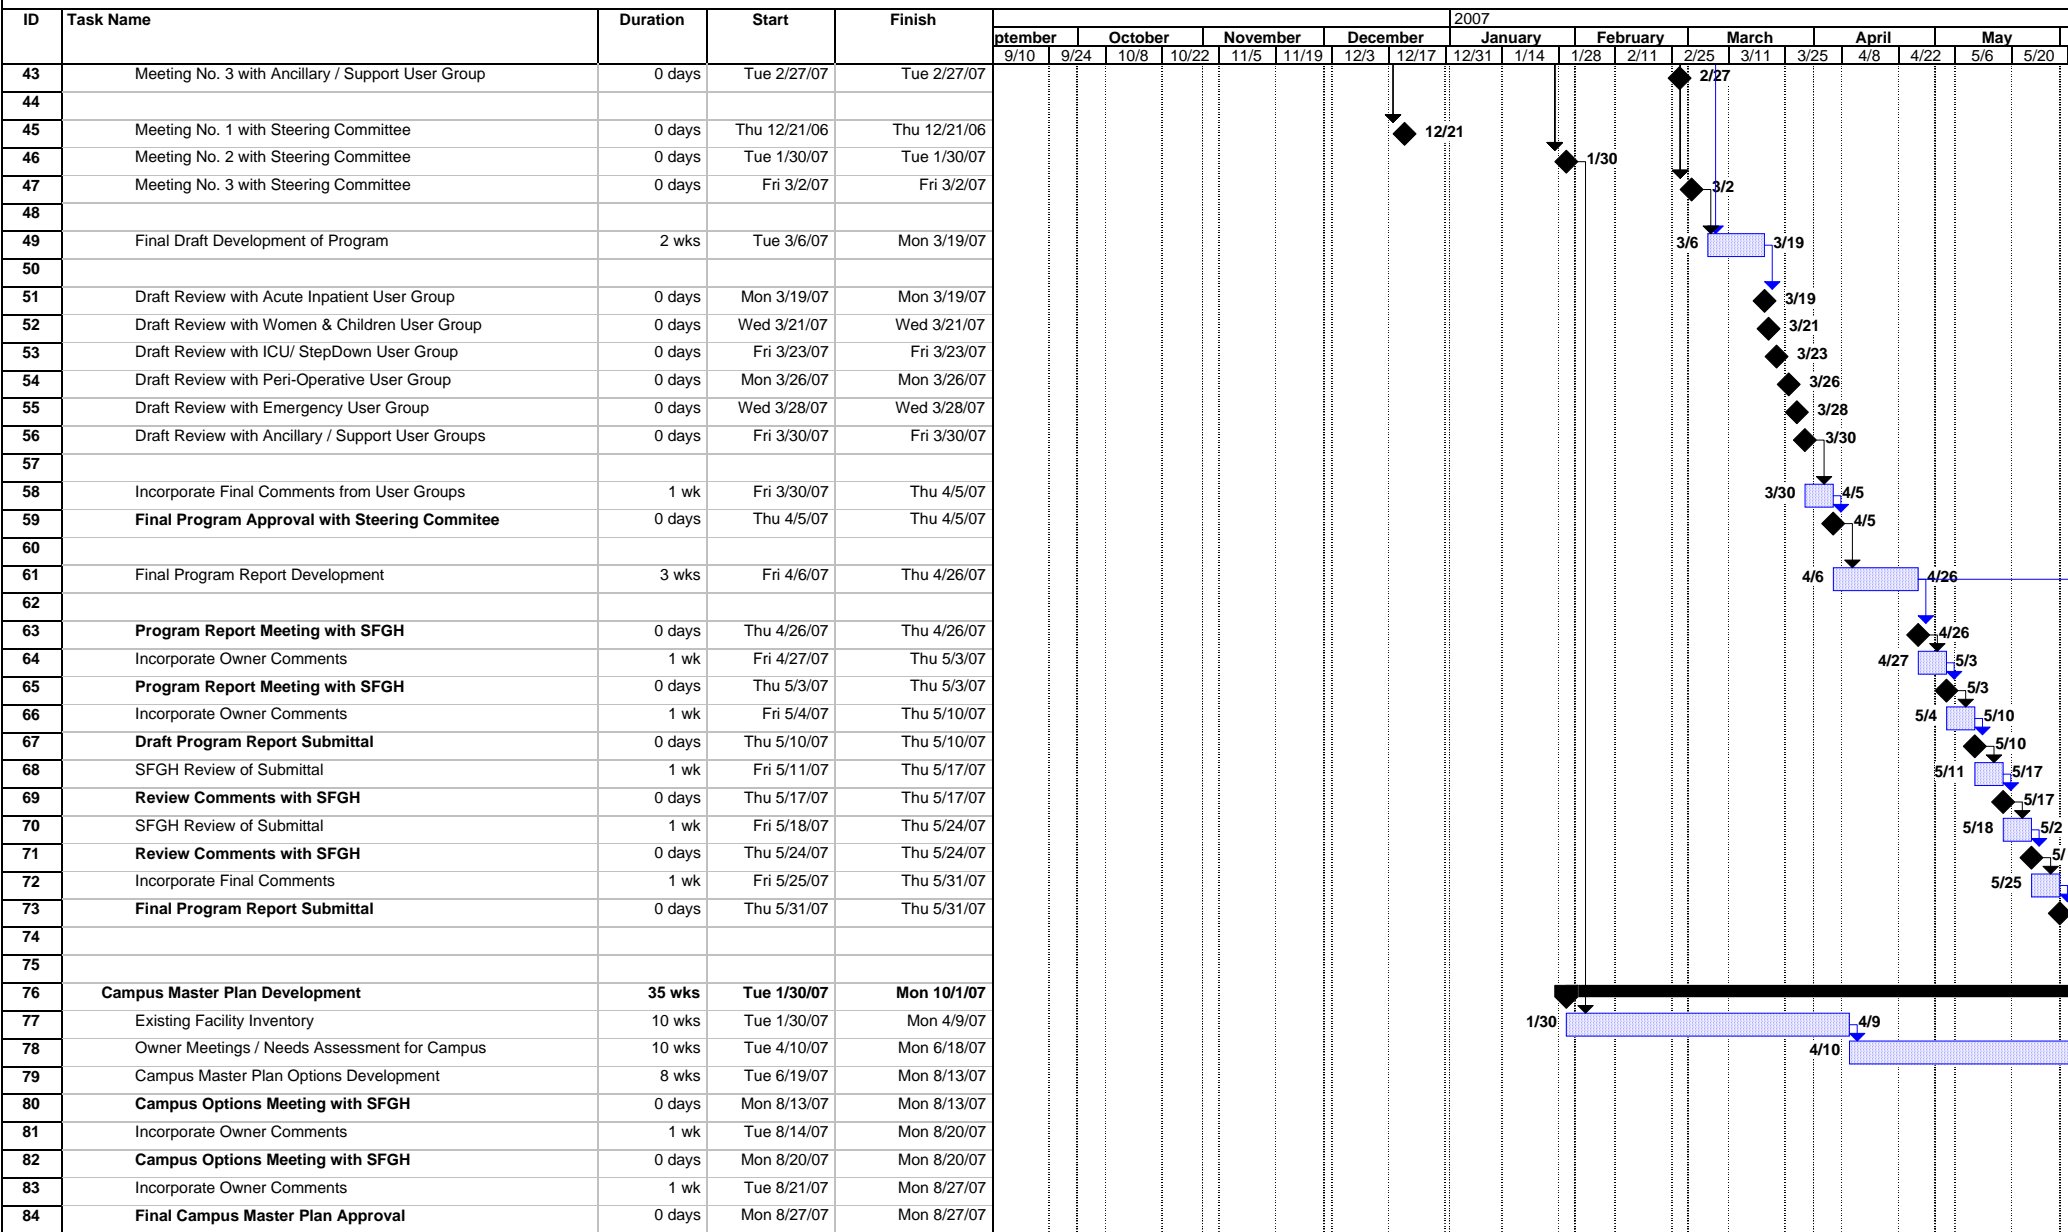 ID Task Name Duration Start Finish 2007
ptember October November December January February March April May
9/10 9/24 10/8 10/22 11/5 11/19 12/3 12/17 12/31 1/14 1/28 2/11 2/25 3/11 3/25 4/8 4/22 5/6 5/20
43 Meeting No. 3 with Ancillary / Support User Group 0 days Tue 2/27/07 Tue 2/27/07 2/27
44
45 Meeting No. 1 with Steering Committee 0 days Thu 12/21/06 Thu 12/21/06 12/21
46 Meeting No. 2 with Steering Committee 0 days Tue 1/30/07 Tue 1/30/07 1/30
47 Meeting No. 3 with Steering Committee 0 days Fri 3/2/07 Fri 3/2/07 3/2
48
49 Final Draft Development of Program 2 wks Tue 3/6/07 Mon 3/19/07 3/6 3/19
50
51 Draft Review with Acute Inpatient User Group 0 days Mon 3/19/07 Mon 3/19/07 3/19
52 Draft Review with Women & Children User Group 0 days Wed 3/21/07 Wed 3/21/07 3/21
53 Draft Review with ICU/ StepDown User Group 0 days Fri 3/23/07 Fri 3/23/07 3/23
54 Draft Review with Peri-Operative User Group 0 days Mon 3/26/07 Mon 3/26/07 3/26
55 Draft Review with Emergency User Group 0 days Wed 3/28/07 Wed 3/28/07 3/28
56 Draft Review with Ancillary / Support User Groups 0 days Fri 3/30/07 Fri 3/30/07 3/30
57
58 Incorporate Final Comments from User Groups 1 wk Fri 3/30/07 Thu 4/5/07 3/30 4/5
59 Final Program Approval with Steering Commitee 0 days Thu 4/5/07 Thu 4/5/07 4/5
60
61 Final Program Report Development 3 wks Fri 4/6/07 Thu 4/26/07 4/6 4/26
62
63 Program Report Meeting with SFGH 0 days Thu 4/26/07 Thu 4/26/07 4/26
64 Incorporate Owner Comments 1 wk Fri 4/27/07 Thu 5/3/07 4/27 5/3
65 Program Report Meeting with SFGH 0 days Thu 5/3/07 Thu 5/3/07 5/3
66 Incorporate Owner Comments 1 wk Fri 5/4/07 Thu 5/10/07 5/4 5/10
67 Draft Program Report Submittal 0 days Thu 5/10/07 Thu 5/10/07 5/10
68 SFGH Review of Submittal 1 wk Fri 5/11/07 Thu 5/17/07 5/11 5/17
69 Review Comments with SFGH 0 days Thu 5/17/07 Thu 5/17/07 5/17
70 SFGH Review of Submittal 1 wk Fri 5/18/07 Thu 5/24/07 5/18 5/2
71 Review Comments with SFGH 0 days Thu 5/24/07 Thu 5/24/07 5/
72 Incorporate Final Comments 1 wk Fri 5/25/07 Thu 5/31/07 5/25
73 Final Program Report Submittal 0 days Thu 5/31/07 Thu 5/31/07
74
75
76 Campus Master Plan Development 35 wks Tue 1/30/07 Mon 10/1/07
77 Existing Facility Inventory 10 wks Tue 1/30/07 Mon 4/9/07 1/30 4/9
78 Owner Meetings / Needs Assessment for Campus 10 wks Tue 4/10/07 Mon 6/18/07 4/10
79 Campus Master Plan Options Development 8 wks Tue 6/19/07 Mon 8/13/07
80 Campus Options Meeting with SFGH 0 days Mon 8/13/07 Mon 8/13/07
81 Incorporate Owner Comments 1 wk Tue 8/14/07 Mon 8/20/07
82 Campus Options Meeting with SFGH 0 days Mon 8/20/07 Mon 8/20/07
83 Incorporate Owner Comments 1 wk Tue 8/21/07 Mon 8/27/07
84 Final Campus Master Plan Approval 0 days Mon 8/27/07 Mon 8/27/07